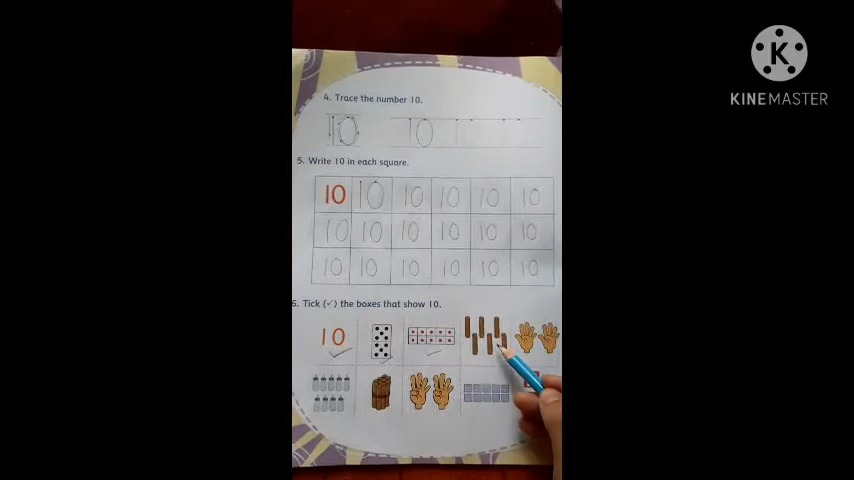 K
KINEMASTER
4. Trace the number 10.
10 10
5. Write 10 in each square.
10 10 10 10 10 10
10 10 10 10 10 10
10 10 10 10 10 10
6. Tick (✓) the boxes that show 10.
10